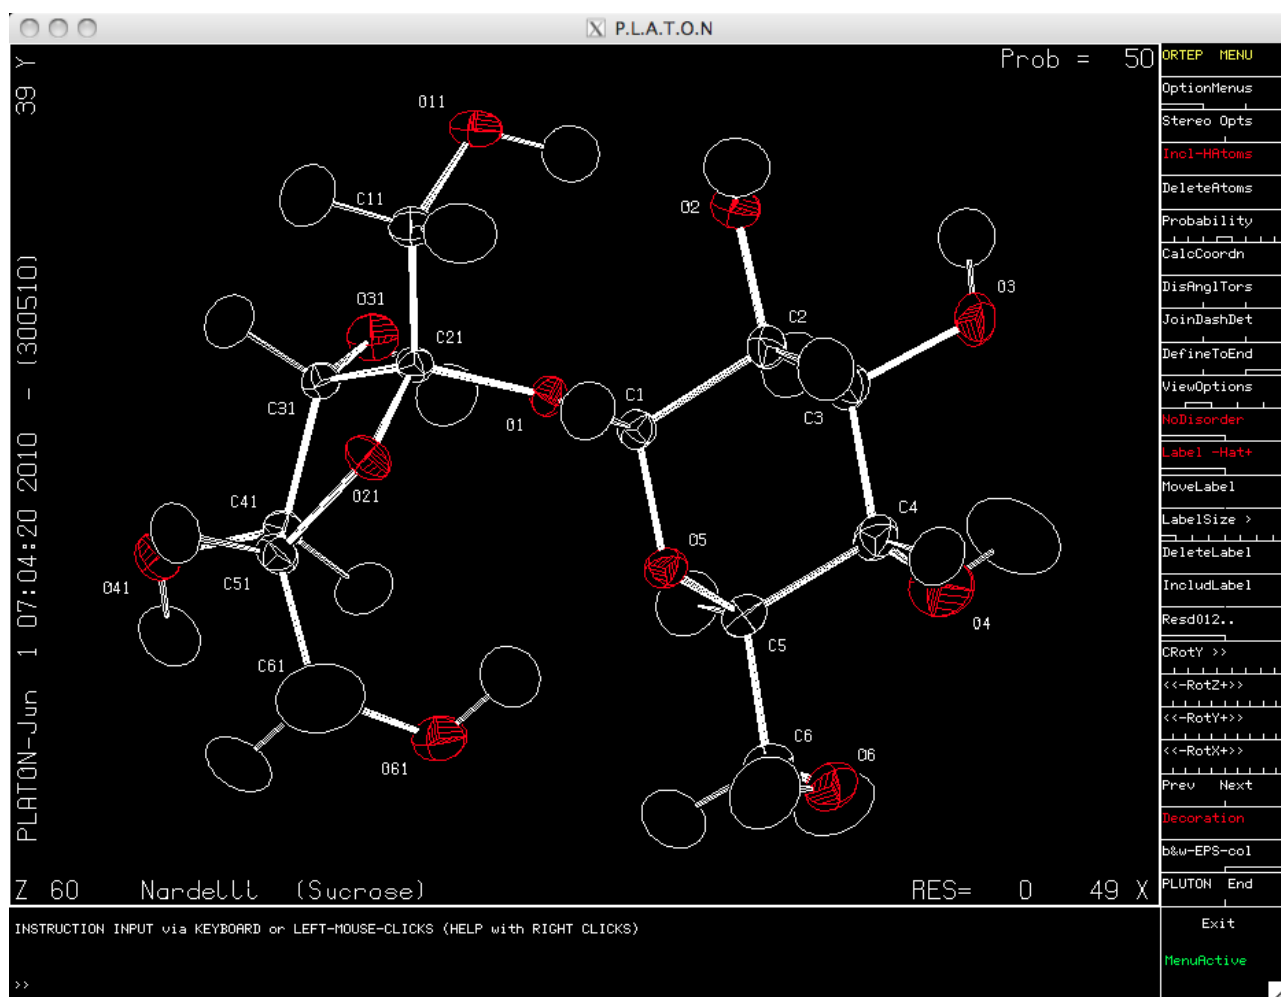 P.L.A.T.O.N
Prob = 50
PLATON-Jun 1 07:04:20 2010 - (300510) 39 Y
O11
C11
O2
O3
O31
C21
C2
C31
O1
C1
C3
O21
C41
C4
O5
C51
O41
O4
C5
C61
C6
O6
O61
Z 60 Nardelli (Sucrose) RES= 0 49 X
ORTEP MENU
OptionMenus
Stereo Opts
Incl-HAtoms
DeleteAtoms
Probability
CalcCoordn
DisAnglTors
JoinDashDet
DefineToEnd
ViewOptions
NoDisorder
Label -Hat+
MoveLabel
LabelSize >
DeleteLabel
IncludLabel
Resd012..
CRotY >>
<<-RotZ+>>
<<-RotY+>>
<<-RotX+>>
Prev Next
Decoration
b&w-EPS-col
PLUTON End
Exit
MenuActive
INSTRUCTION INPUT via KEYBOARD or LEFT-MOUSE-CLICKS (HELP with RIGHT CLICKS)
>>